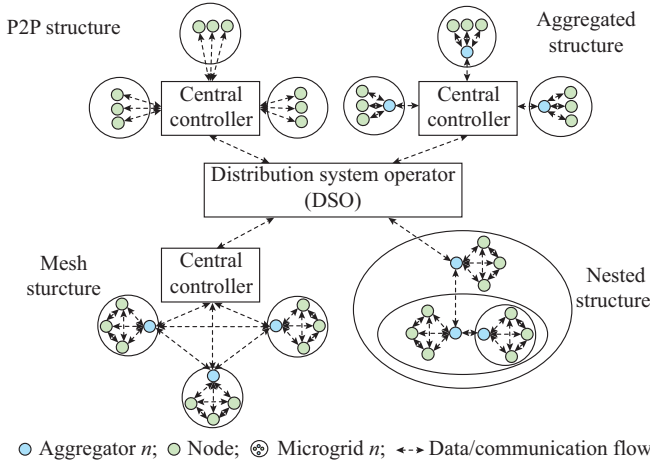 P2P structure
Aggregated
structure
Central
controller
Central
controller
Distribution system operator
(DSO)
Mesh
sturcture
Central
controller
Nested
structure
Aggregator n; Node; Microgrid n; Data/communication flow